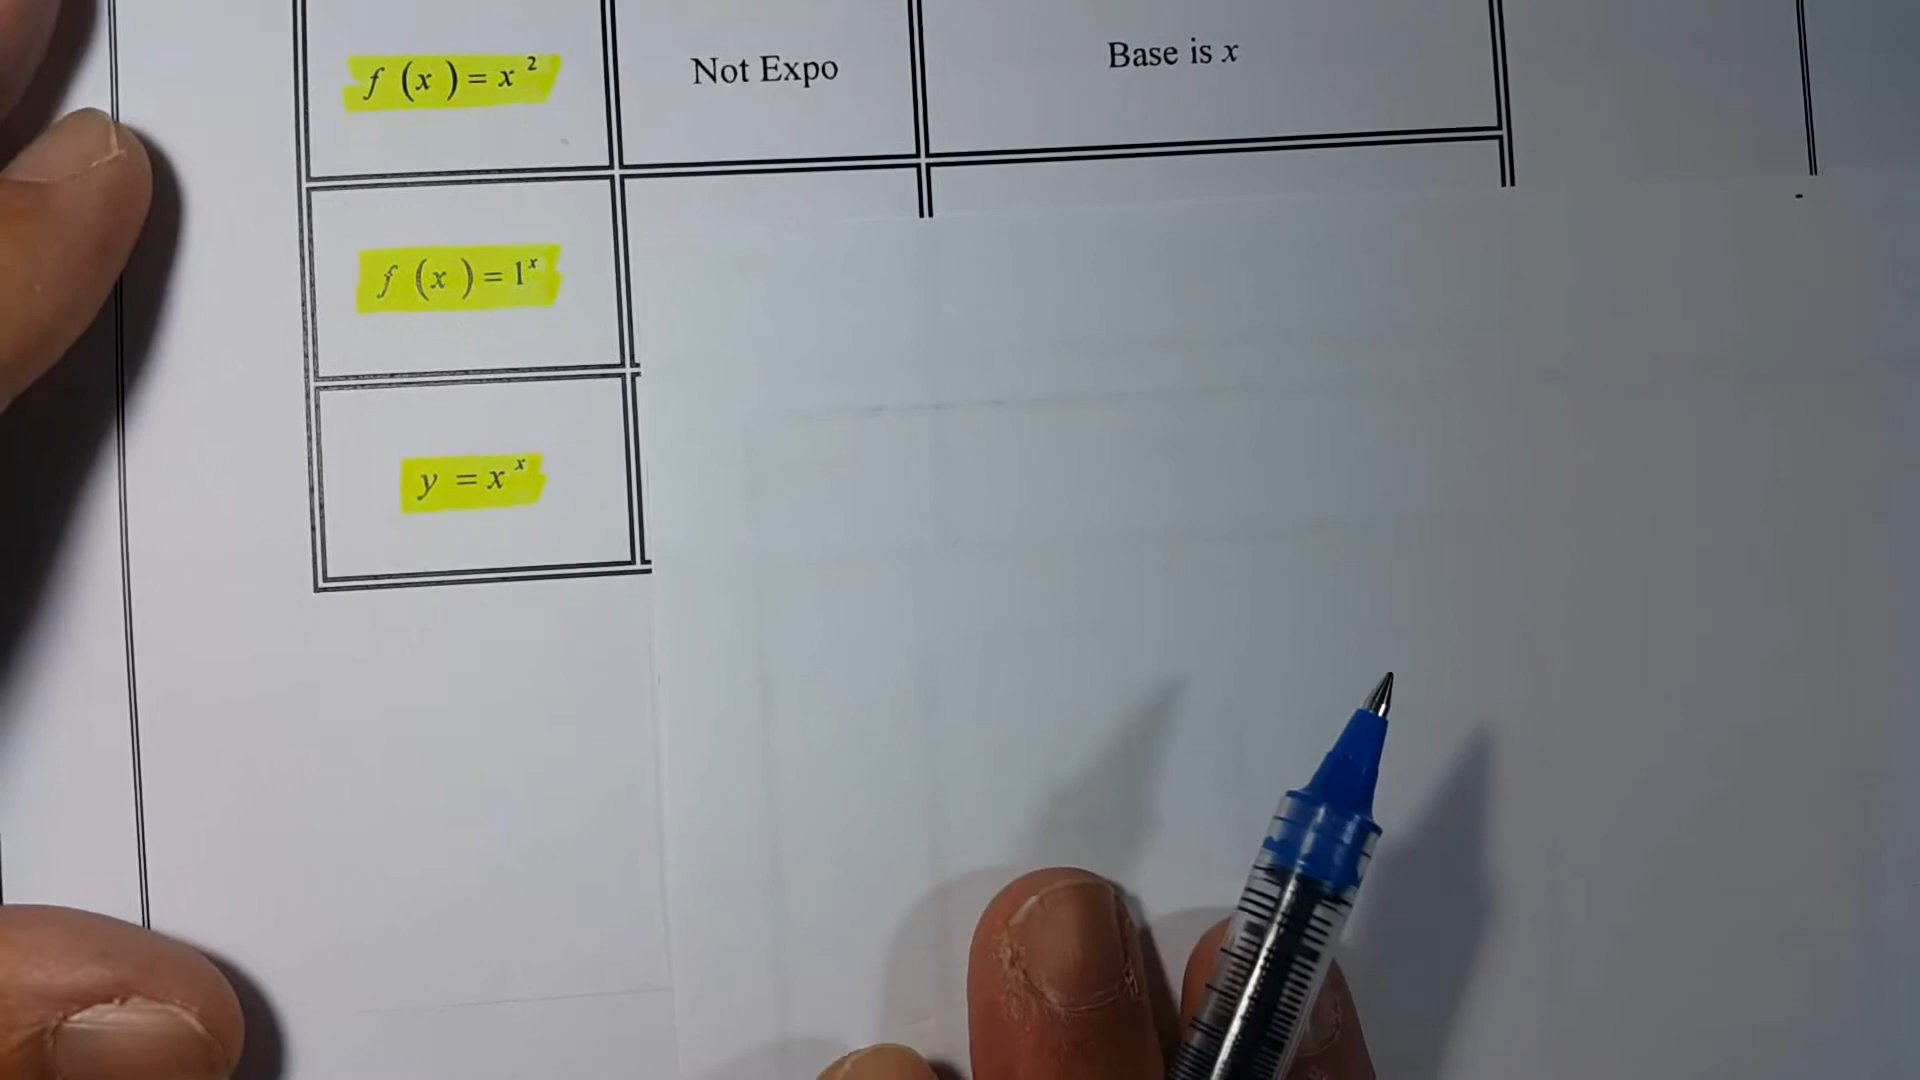 f (x) = x² Not Expo Base is x
f (x) = 1ˣ
y = xˣ